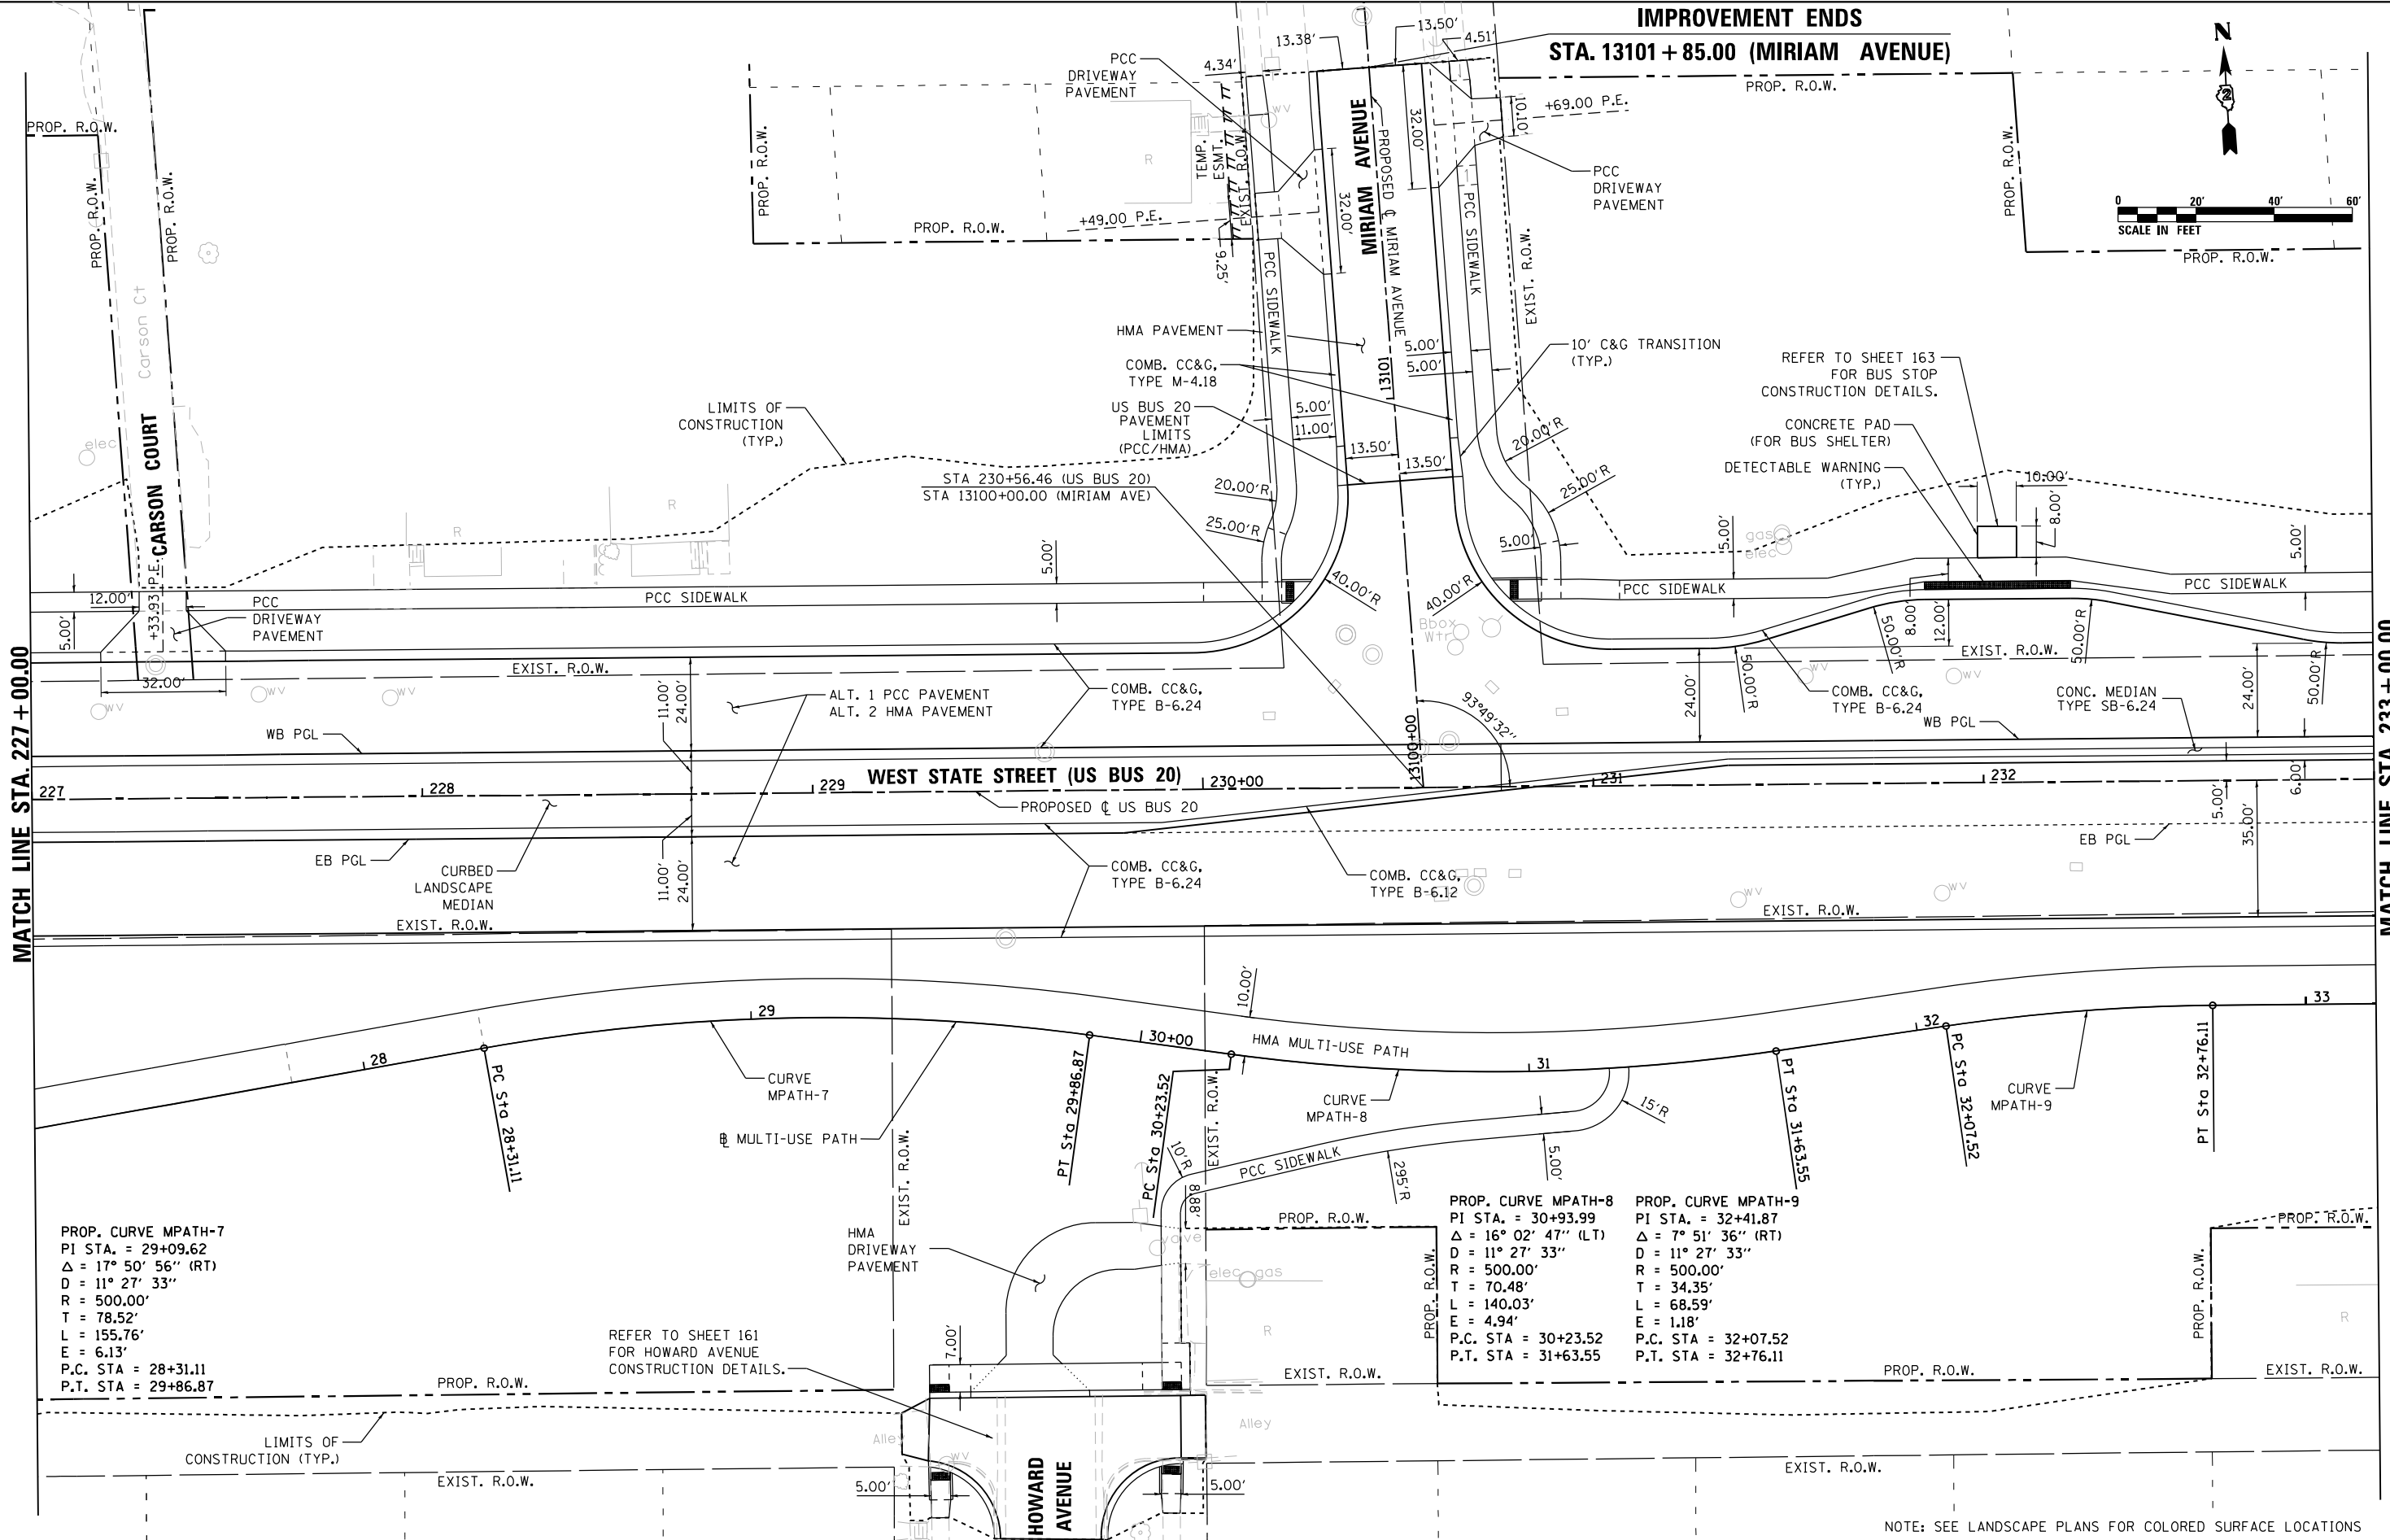 IMPROVEMENT ENDS
STA. 13101+85.00 (MIRIAM AVENUE)
N
2
0 20' 40' 60'
SCALE IN FEET
13.38'
13.50'
4.51'
4.34'
PCC
DRIVEWAY
PAVEMENT
PROP. R.O.W.
PROP. R.O.W.
PROP. R.O.W.
PROP. R.O.W.
Carson Ct
CARSON COURT
elec
+33.93 P.E.
PROP. R.O.W.
PROP. R.O.W.
TEMP.
ESMT.
EXIST. R.O.W.
+49.00 P.E.
9.25'
R
WV
MIRIAM AVENUE
PROPOSED ℄ MIRIAM AVENUE
32.00'
32.00'
10.10'
+69.00 P.E.
PCC
DRIVEWAY
PAVEMENT
PCC SIDEWALK
PCC SIDEWALK
EXIST. R.O.W.
PROP. R.O.W.
PROP. R.O.W.
HMA PAVEMENT
COMB. CC&G,
TYPE M-4.18
US BUS 20
PAVEMENT
LIMITS
(PCC/HMA)
13101
5.00'
5.00'
5.00'
11.00'
13.50'
13.50'
10' C&G TRANSITION
(TYP.)
REFER TO SHEET 163
FOR BUS STOP
CONSTRUCTION DETAILS.
CONCRETE PAD
(FOR BUS SHELTER)
DETECTABLE WARNING
(TYP.)
10.00'
8.00'
LIMITS OF
CONSTRUCTION
(TYP.)
STA 230+56.46 (US BUS 20)
STA 13100+00.00 (MIRIAM AVE)
20.00'R
25.00'R
20.00'R
25.00'R
5.00'
40.00'R
40.00'R
R
R
gas
elec
5.00'
5.00'
5.00'
12.00'
5.00'
32.00'
PCC
DRIVEWAY
PAVEMENT
PCC SIDEWALK
PCC SIDEWALK
PCC SIDEWALK
Bbox
Wtr
8.00'
12.00'
50.00'R
50.00'R
50.00'R
50.00'R
EXIST. R.O.W.
EXIST. R.O.W.
WV
WV
WV
WV
WV
11.00'
24.00'
ALT. 1 PCC PAVEMENT
ALT. 2 HMA PAVEMENT
COMB. CC&G,
TYPE B-6.24
93°49'32''
24.00'
24.00'
COMB. CC&G,
TYPE B-6.24
CONC. MEDIAN
TYPE SB-6.24
WB PGL
WB PGL
MATCH LINE STA. 227+00.00
MATCH LINE STA. 233+00.00
13100+00
WEST STATE STREET (US BUS 20)
227
228
229
230+00
231
232
PROPOSED ℄ US BUS 20
5.00'
6.00'
35.00'
EB PGL
EB PGL
CURBED
LANDSCAPE
MEDIAN
11.00'
24.00'
COMB. CC&G,
TYPE B-6.24
COMB. CC&G,
TYPE B-6.12
WV
WV
EXIST. R.O.W.
EXIST. R.O.W.
10.00'
28
29
30+00
31
32
33
HMA MULTI-USE PATH
PC Sta 28+31.11
PT Sta 29+86.87
PC Sta 30+23.52
PT Sta 31+63.55
PC Sta 32+07.52
PT Sta 32+76.11
CURVE
MPATH-7
CURVE
MPATH-8
CURVE
MPATH-9
MULTI-USE PATH
EXIST. R.O.W.
EXIST. R.O.W.
15'R
10'R
PCC SIDEWALK
5.00'
295'R
8.88'
valve
elec gas
R
PROP. CURVE MPATH-7
PI STA. = 29+09.62
Δ = 17° 50' 56'' (RT)
D = 11° 27' 33''
R = 500.00'
T = 78.52'
L = 155.76'
E = 6.13'
P.C. STA = 28+31.11
P.T. STA = 29+86.87
PROP. CURVE MPATH-8
PI STA. = 30+93.99
Δ = 16° 02' 47'' (LT)
D = 11° 27' 33''
R = 500.00'
T = 70.48'
L = 140.03'
E = 4.94'
P.C. STA = 30+23.52
P.T. STA = 31+63.55
PROP. CURVE MPATH-9
PI STA. = 32+41.87
Δ = 7° 51' 36'' (RT)
D = 11° 27' 33''
R = 500.00'
T = 34.35'
L = 68.59'
E = 1.18'
P.C. STA = 32+07.52
P.T. STA = 32+76.11
HMA
DRIVEWAY
PAVEMENT
PROP. R.O.W.
PROP. R.O.W.
PROP. R.O.W.
PROP. R.O.W.
R
REFER TO SHEET 161
FOR HOWARD AVENUE
CONSTRUCTION DETAILS.
7.00'
PROP. R.O.W.
EXIST. R.O.W.
PROP. R.O.W.
EXIST. R.O.W.
LIMITS OF
CONSTRUCTION (TYP.)
Alley
Alley
WV
EXIST. R.O.W.
EXIST. R.O.W.
5.00'
5.00'
HOWARD
AVENUE
NOTE: SEE LANDSCAPE PLANS FOR COLORED SURFACE LOCATIONS